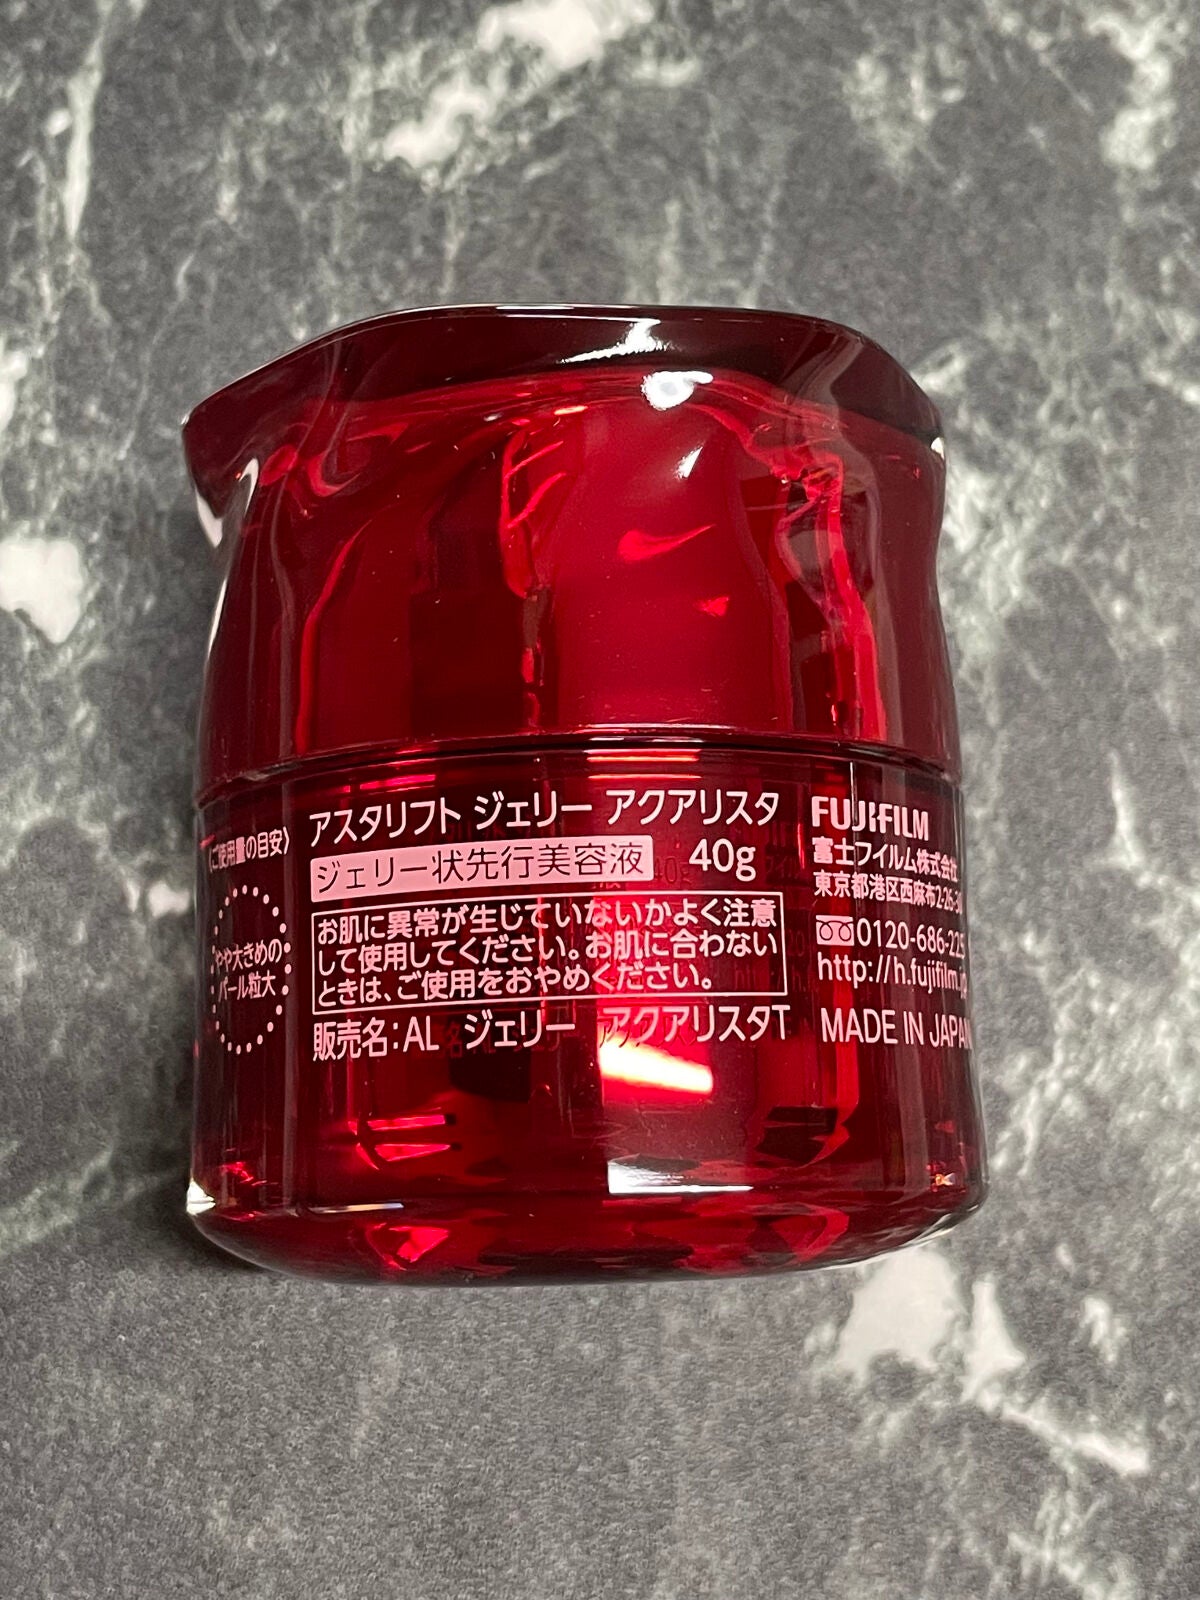 〈ご使用量の目安〉
やや大きめの
パール粒大
アスタリフト ジェリー アクアリスタ
ジェリー状先行美容液 40g
お肌に異常が生じていないかよく注意
して使用してください。お肌に合わない
ときは、ご使用をおやめください。
販売名:AL ジェリー アクアリスタT
FUJIFILM
富士フイルム株式会社
東京都港区西麻布2-26-30
0120-686-225
http://h.fujifilm.jp
MADE IN JAPAN